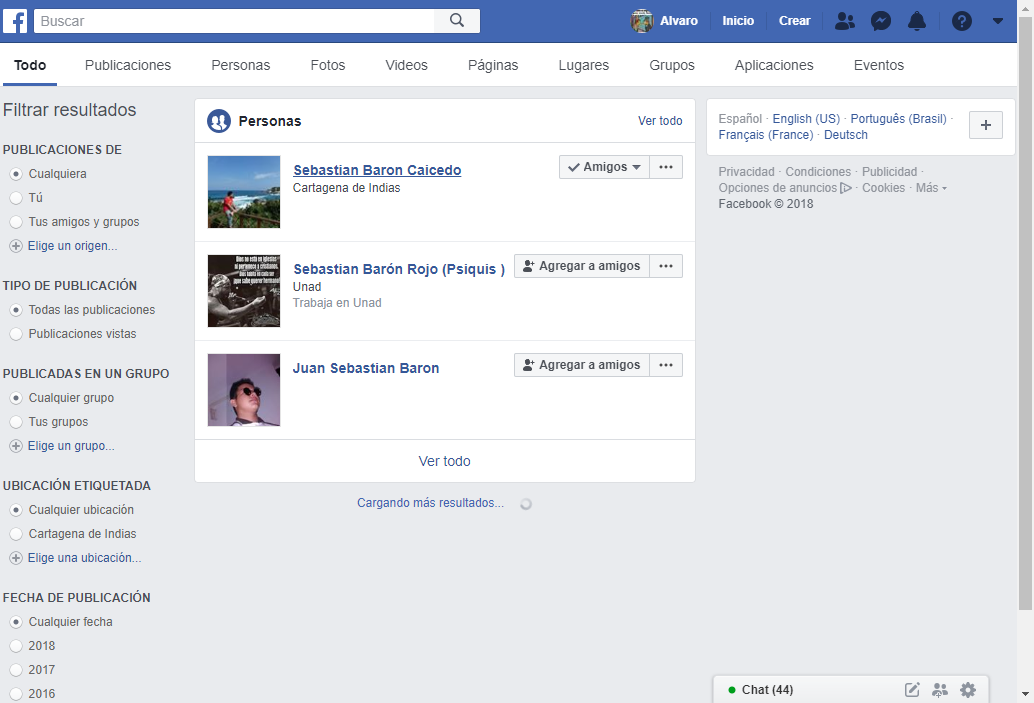 f
Buscar
Alvaro Inicio Crear
Todo Publicaciones Personas Fotos Videos Páginas Lugares Grupos Aplicaciones Eventos
Filtrar resultados
PUBLICACIONES DE
Cualquiera
Tú
Tus amigos y grupos
Elige un origen...
TIPO DE PUBLICACIÓN
Todas las publicaciones
Publicaciones vistas
PUBLICADAS EN UN GRUPO
Cualquier grupo
Tus grupos
Elige un grupo...
UBICACIÓN ETIQUETADA
Cualquier ubicación
Cartagena de Indias
Elige una ubicación...
FECHA DE PUBLICACIÓN
Cualquier fecha
2018
2017
2016
Personas Ver todo
Sebastian Baron Caicedo Amigos
Cartagena de Indias
Sebastian Barón Rojo (Psiquis ) Agregar a amigos
Unad
Trabaja en Unad
Juan Sebastian Baron Agregar a amigos
Ver todo
Cargando más resultados...
Español · English (US) · Português (Brasil) ·
Français (France) · Deutsch
Privacidad · Condiciones · Publicidad ·
Opciones de anuncios · Cookies · Más
Facebook © 2018
Chat (44)